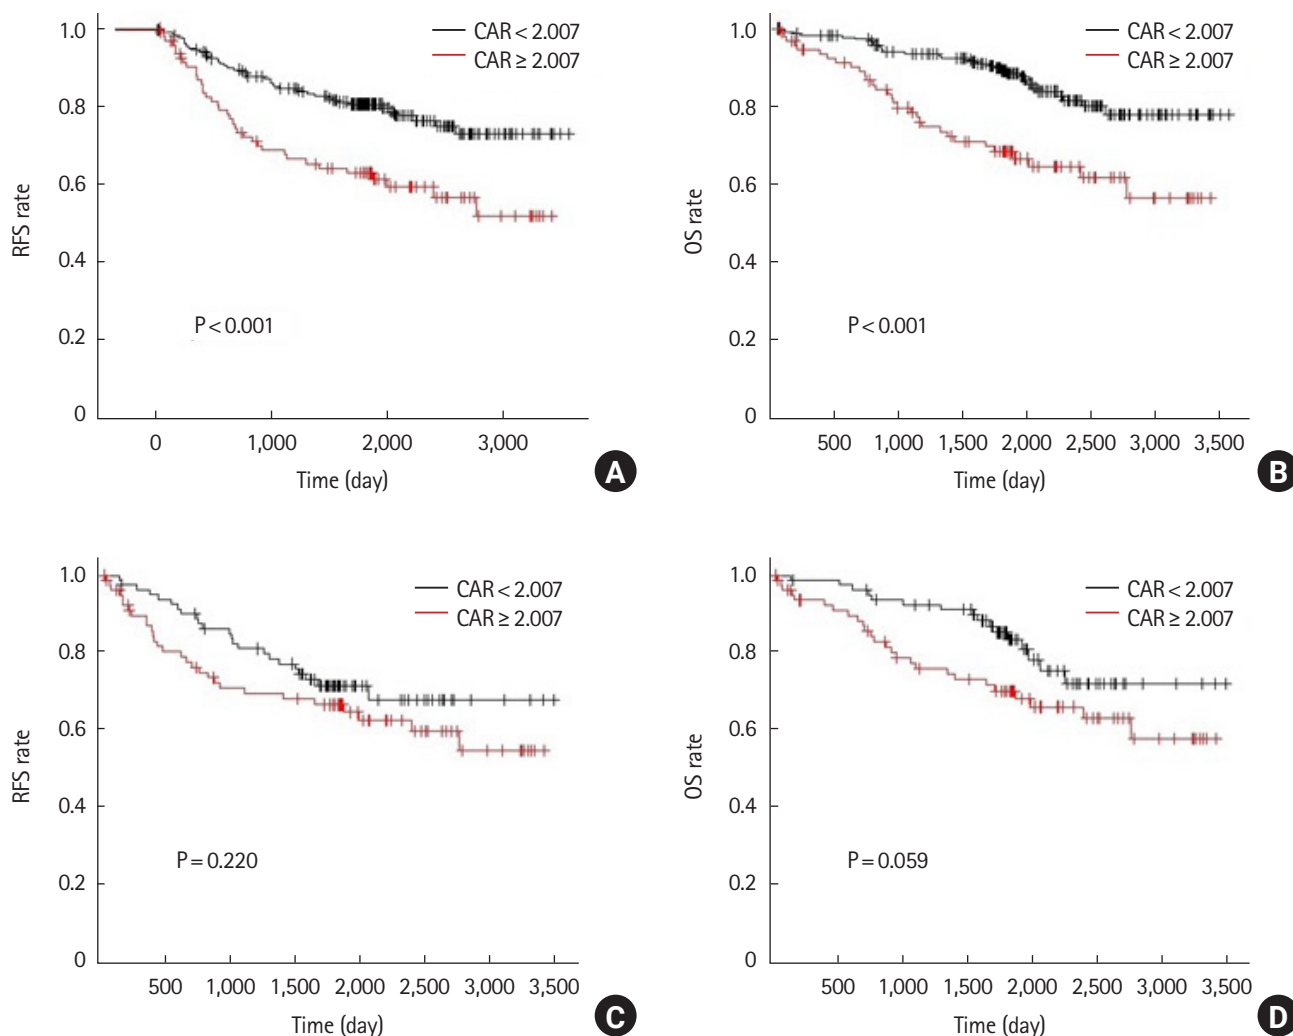 1.0
0.8
0.6
0.4
0.2
0
RFS rate
CAR < 2.007
CAR ≥ 2.007
P < 0.001
0 1,000 2,000 3,000
Time (day)
A
1.0
0.8
0.6
0.4
0.2
0
OS rate
CAR < 2.007
CAR ≥ 2.007
P < 0.001
500 1,000 1,500 2,000 2,500 3,000 3,500
Time (day)
B
1.0
0.8
0.6
0.4
0.2
0
RFS rate
CAR < 2.007
CAR ≥ 2.007
P = 0.220
500 1,000 1,500 2,000 2,500 3,000 3,500
Time (day)
C
1.0
0.8
0.6
0.4
0.2
0
OS rate
CAR < 2.007
CAR ≥ 2.007
P = 0.059
500 1,000 1,500 2,000 2,500 3,000 3,500
Time (day)
D